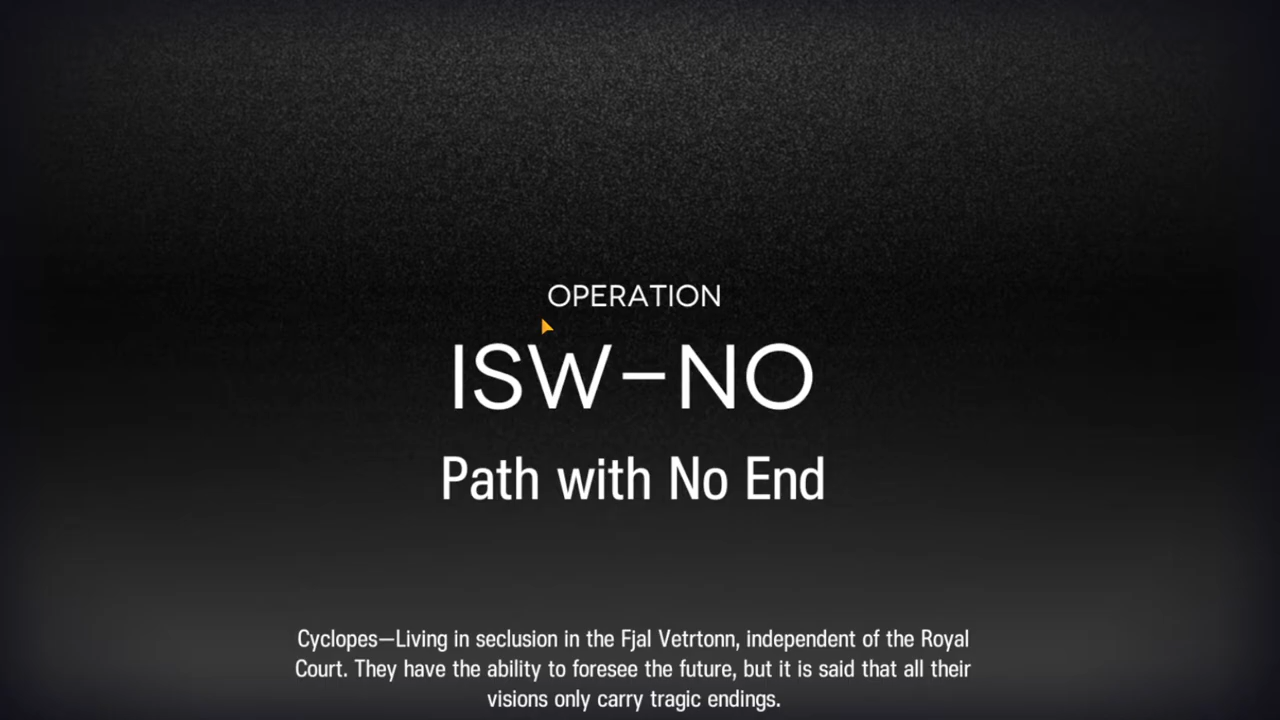 OPERATION
ISW-NO
Path with No End
Cyclopes—Living in seclusion in the Fjal Vetrtonn, independent of the Royal
Court. They have the ability to foresee the future, but it is said that all their
visions only carry tragic endings.